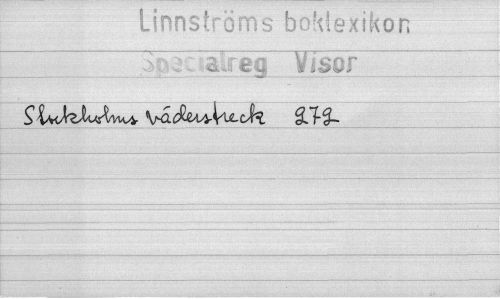 Linnströms boklexikon
Specialreg Visor
Stockholms väderstreck 272